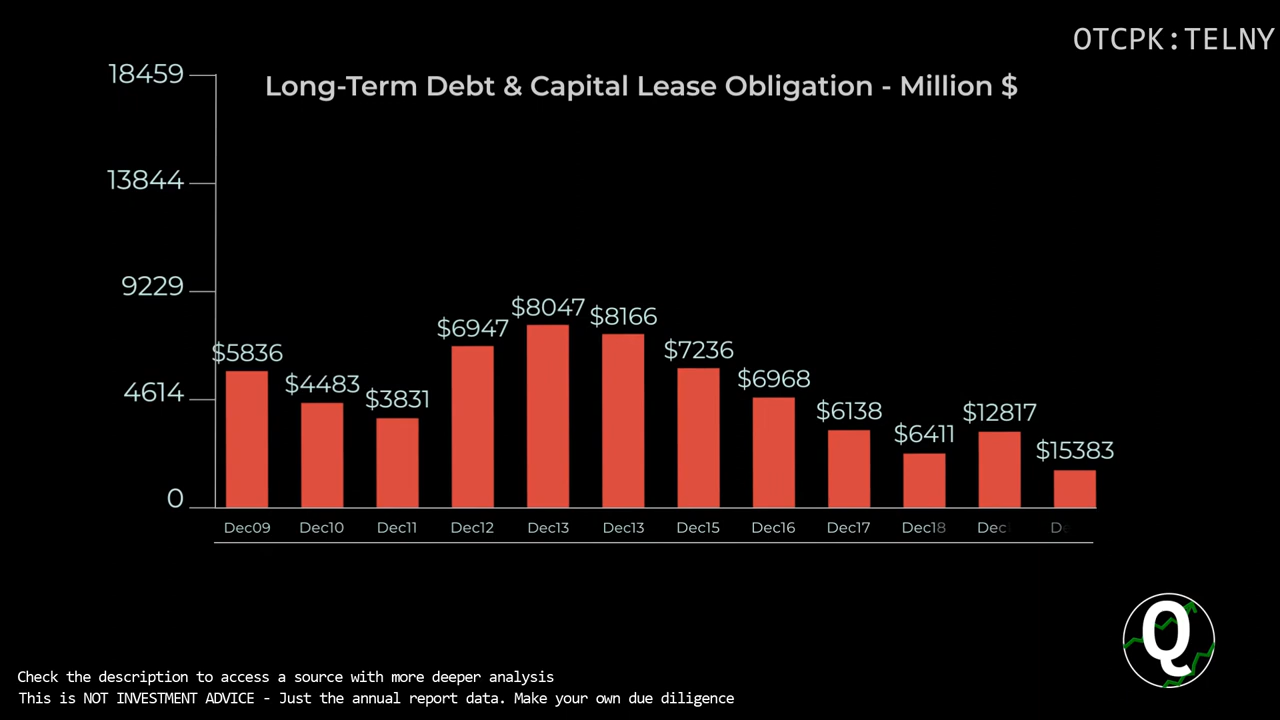 OTCPK:TELNY
Long-Term Debt & Capital Lease Obligation - Million $
18459
13844
9229
4614
0
$5836
$4483
$3831
$6947
$8047
$8166
$7236
$6968
$6138
$6411
$12817
$15383
Dec09
Dec10
Dec11
Dec12
Dec13
Dec13
Dec15
Dec16
Dec17
Dec18
Dec
De
Q
Check the description to access a source with more deeper analysis
This is NOT INVESTMENT ADVICE - Just the annual report data. Make your own due diligence